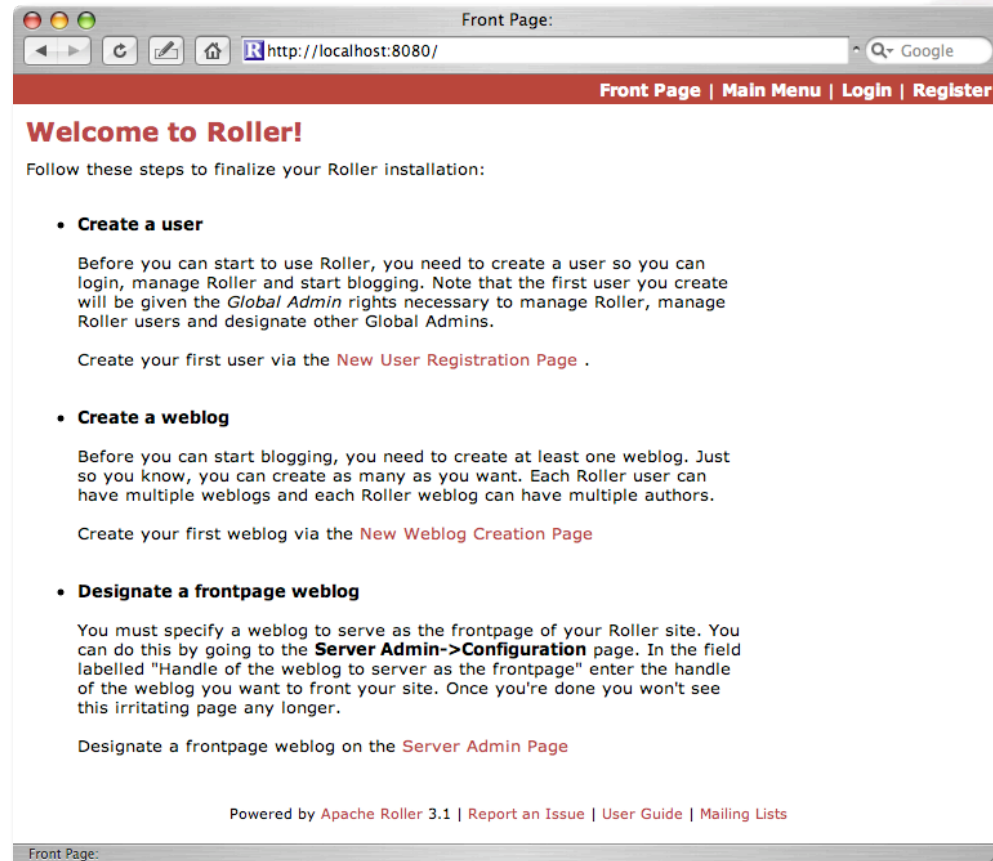 Front Page:
http://localhost:8080/
Google
Front Page | Main Menu | Login | Register
Welcome to Roller!
Follow these steps to finalize your Roller installation:
• Create a user
Before you can start to use Roller, you need to create a user so you can
login, manage Roller and start blogging. Note that the first user you create
will be given the Global Admin rights necessary to manage Roller, manage
Roller users and designate other Global Admins.
Create your first user via the New User Registration Page .
• Create a weblog
Before you can start blogging, you need to create at least one weblog. Just
so you know, you can create as many as you want. Each Roller user can
have multiple weblogs and each Roller weblog can have multiple authors.
Create your first weblog via the New Weblog Creation Page
• Designate a frontpage weblog
You must specify a weblog to serve as the frontpage of your Roller site. You
can do this by going to the Server Admin->Configuration page. In the field
labelled "Handle of the weblog to server as the frontpage" enter the handle
of the weblog you want to front your site. Once you're done you won't see
this irritating page any longer.
Designate a frontpage weblog on the Server Admin Page
Powered by Apache Roller 3.1 | Report an Issue | User Guide | Mailing Lists
Front Page: